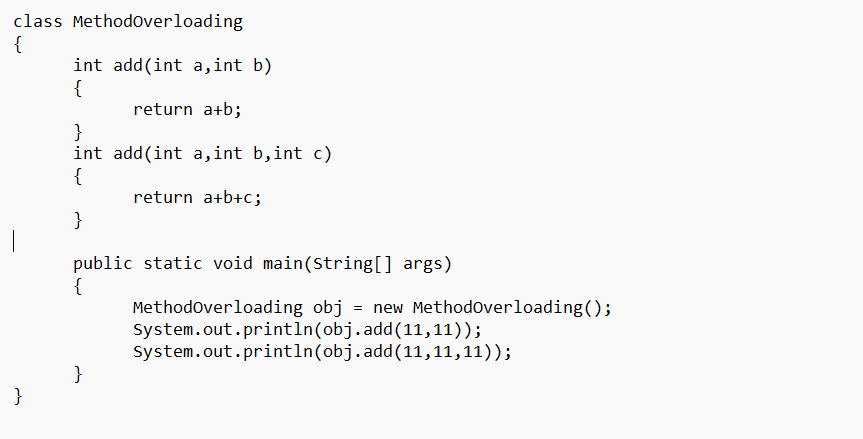 class MethodOverloading
{
int add(int a,int b)
{
return a+b;
}
int add(int a,int b,int c)
{
return a+b+c;
}
public static void main(String[] args)
{
MethodOverloading obj = new MethodOverloading();
System.out.println(obj.add(11,11));
System.out.println(obj.add(11,11,11));
}
}